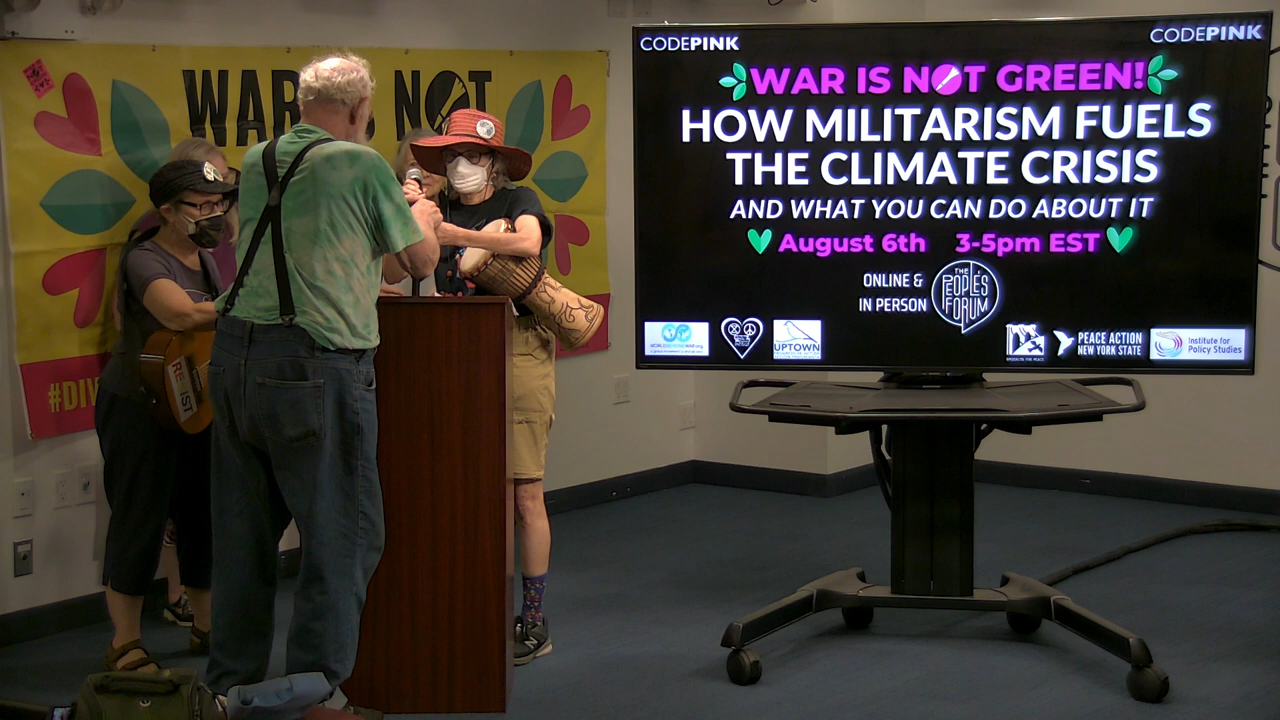 WAR IS NOT
#DIV
RESIST
CODEPINK
CODEPINK
WAR IS NOT GREEN!
HOW MILITARISM FUELS
THE CLIMATE CRISIS
AND WHAT YOU CAN DO ABOUT IT
August 6th 3-5pm EST
ONLINE &
IN PERSON
THE
PEOPLE'S
FORUM
UPTOWN
PEACE ACTION
NEW YORK STATE
Institute for
Policy Studies